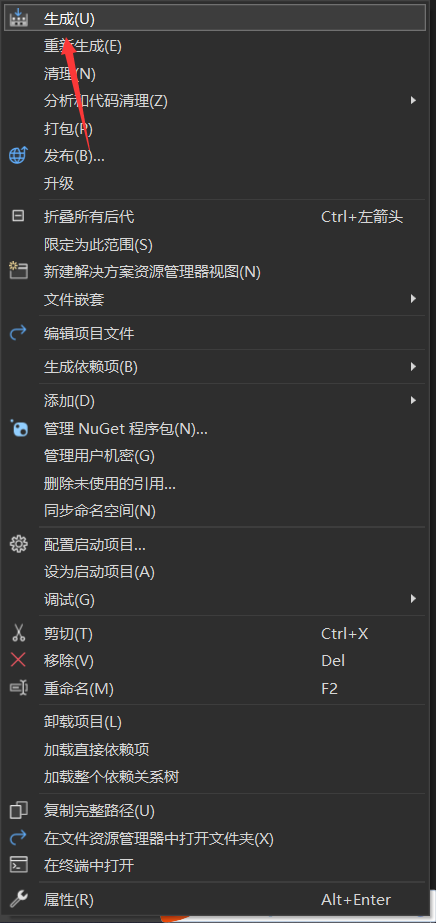 生成(U)
重新生成(E)
清理(N)
分析和代码清理(Z)
打包(P)
发布(B)...
升级
折叠所有后代 Ctrl+左箭头
限定为此范围(S)
新建解决方案资源管理器视图(N)
文件嵌套
编辑项目文件
生成依赖项(B)
添加(D)
管理 NuGet 程序包(N)...
管理用户机密(G)
删除未使用的引用...
同步命名空间(N)
配置启动项目...
设为启动项目(A)
调试(G)
剪切(T) Ctrl+X
移除(V) Del
重命名(M) F2
卸载项目(L)
加载直接依赖项
加载整个依赖关系树
复制完整路径(U)
在文件资源管理器中打开文件夹(X)
在终端中打开
属性(R) Alt+Enter